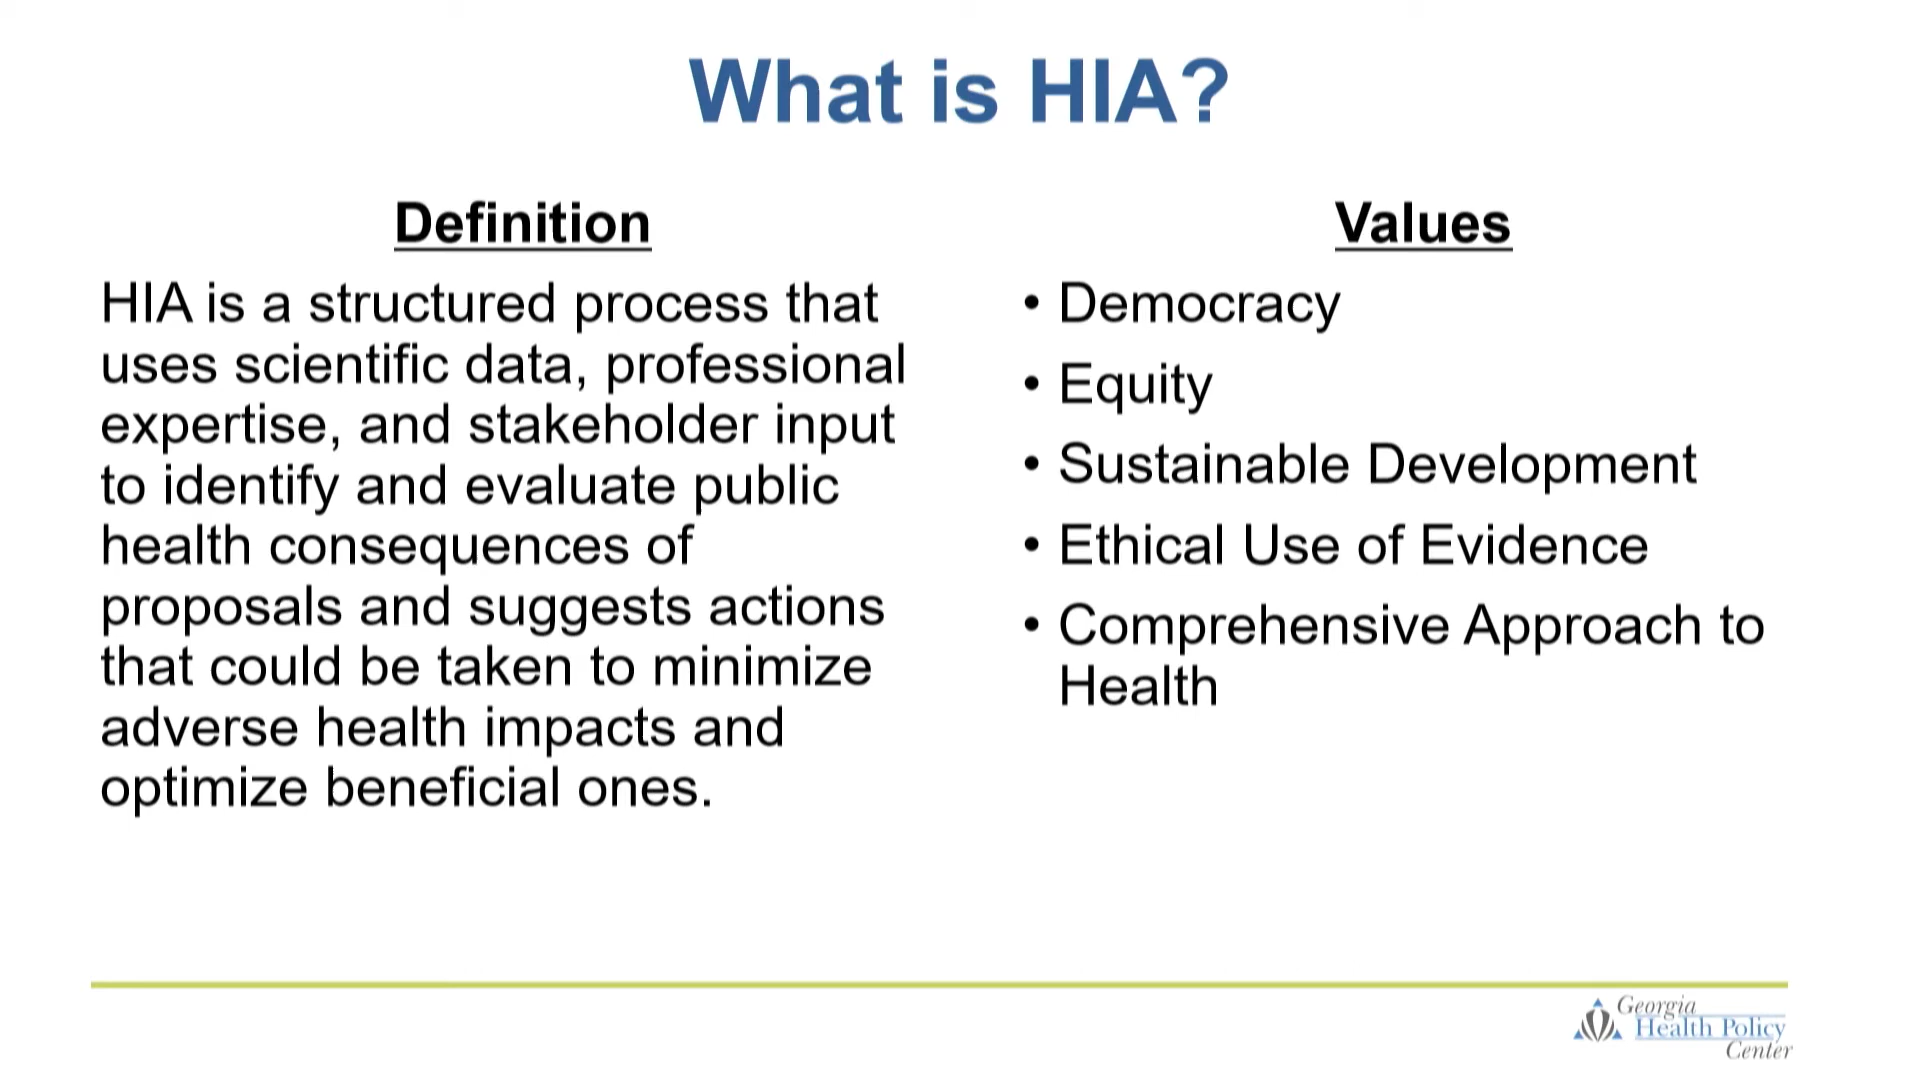 What is HIA?
Definition
HIA is a structured process that
uses scientific data, professional
expertise, and stakeholder input
to identify and evaluate public
health consequences of
proposals and suggests actions
that could be taken to minimize
adverse health impacts and
optimize beneficial ones.
Values
• Democracy
• Equity
• Sustainable Development
• Ethical Use of Evidence
• Comprehensive Approach to
Health
Georgia
Health Policy
Center